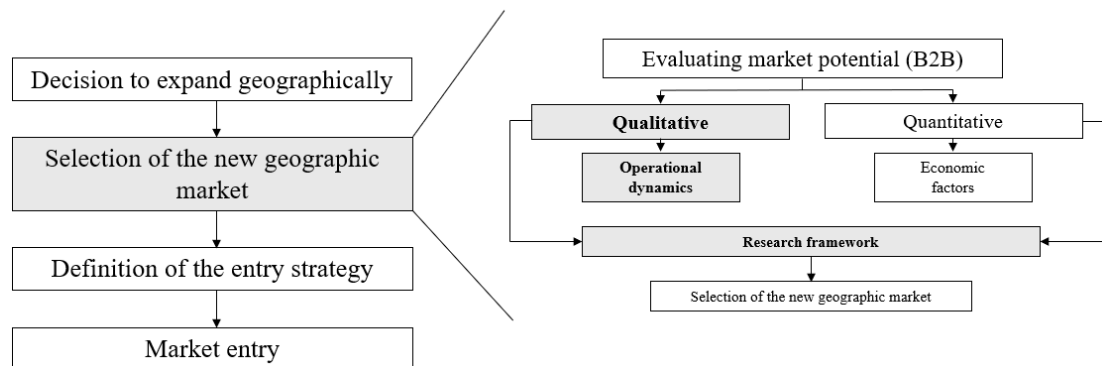 Decision to expand geographically
Selection of the new geographic
market
Definition of the entry strategy
Market entry
Evaluating market potential (B2B)
Qualitative
Quantitative
Operational
dynamics
Economic
factors
Research framework
Selection of the new geographic market